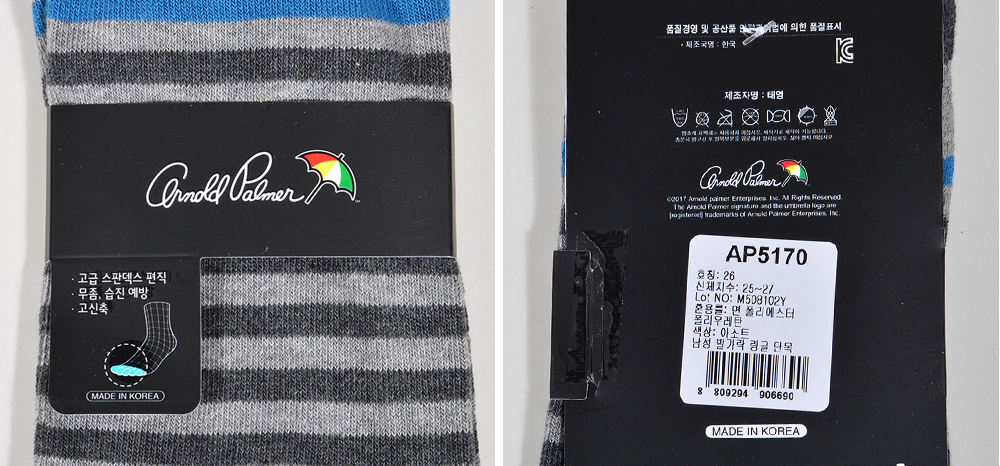 Arnold Palmer
· 고급 스판덱스 편직
· 무좀, 습진 예방
· 고신축
MADE IN KOREA
품질경영 및 공산품 안전관리법에 의한 품질표시
· 제조국명 : 한국
제조자명 : 태영
Arnold Palmer
©2017 Arnold palmer Enterprises, Inc. All Rights Reserved.
The Arnold Palmer signature and the umbrella logo are
(registered) trademarks of Arnold Palmer Enterprises, Inc.
AP5170
호칭: 26
신체치수: 25~27
Lot NO: M508102Y
혼용률: 면 폴리에스터
폴리우레탄
색상: 아소트
남성 발가락 링글 단목
8 809294 906690
MADE IN KOREA